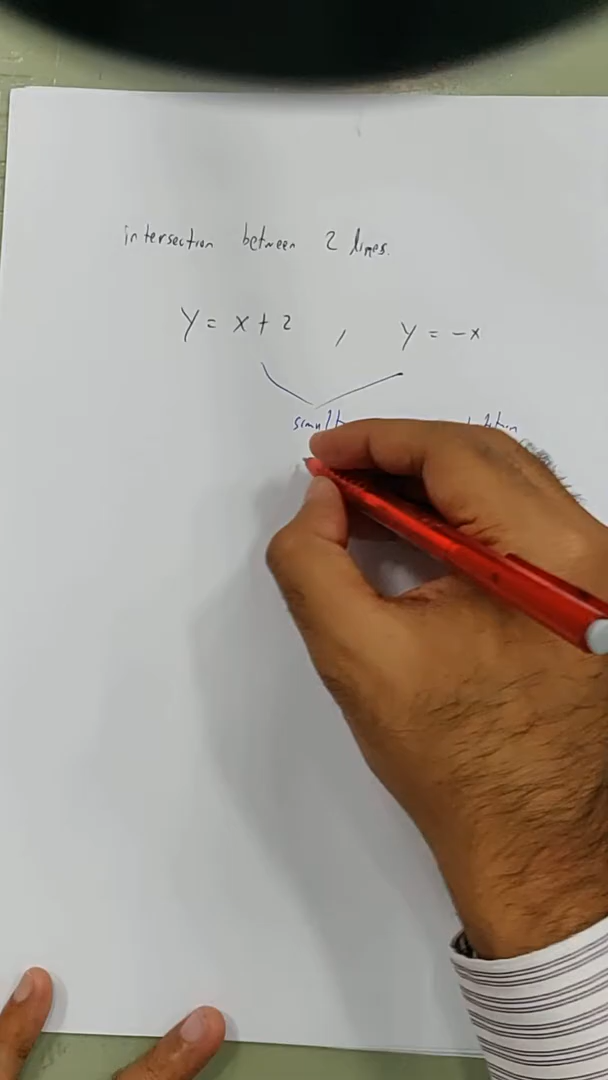 intersection between 2 lines.
y = x + 2 , y = -x